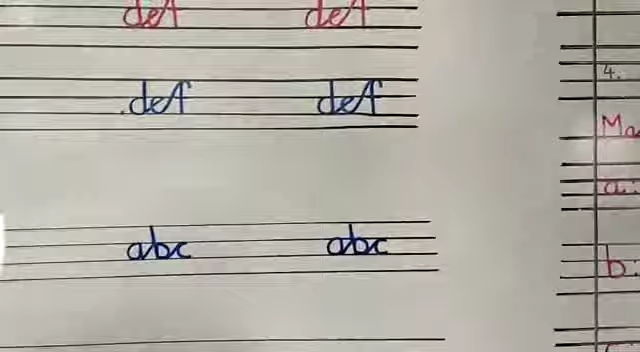 def def
def def
abc abc
4.
a:
b: